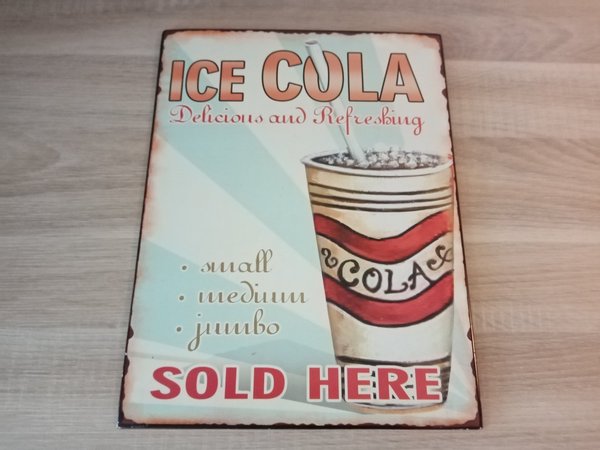 ICE COLA
Delicious and Refreshing
• small
• medium
• jumbo
COLA
SOLD HERE